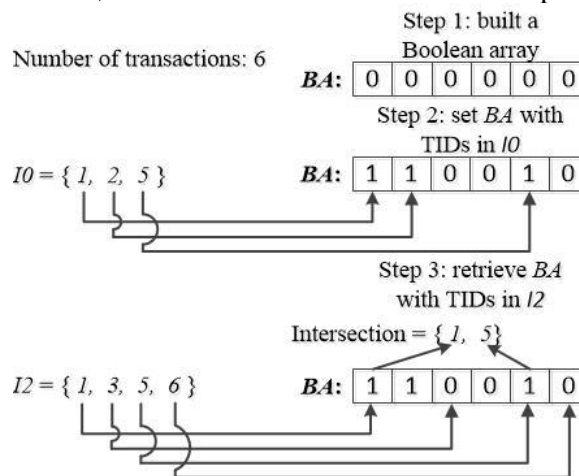 Step 1: built a
Boolean array
Number of transactions: 6
BA: 0 0 0 0 0 0
Step 2: set BA with
TIDs in I0
I0 = { 1, 2, 5 }
BA: 1 1 0 0 1 0
Step 3: retrieve BA
with TIDs in I2
Intersection = { 1, 5}
I2 = { 1, 3, 5, 6 }
BA: 1 1 0 0 1 0